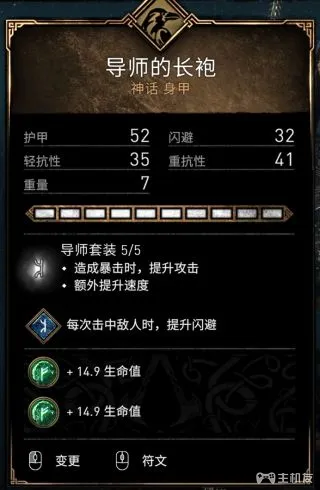 导师的长袍
神话 身甲
护甲 52 闪避 32
轻抗性 35 重抗性 41
重量 7
导师套装 5/5
• 造成暴击时，提升攻击
• 额外提升速度
每次击中敌人时，提升闪避
+ 14.9 生命值
+ 14.9 生命值
变更 符文
主机度